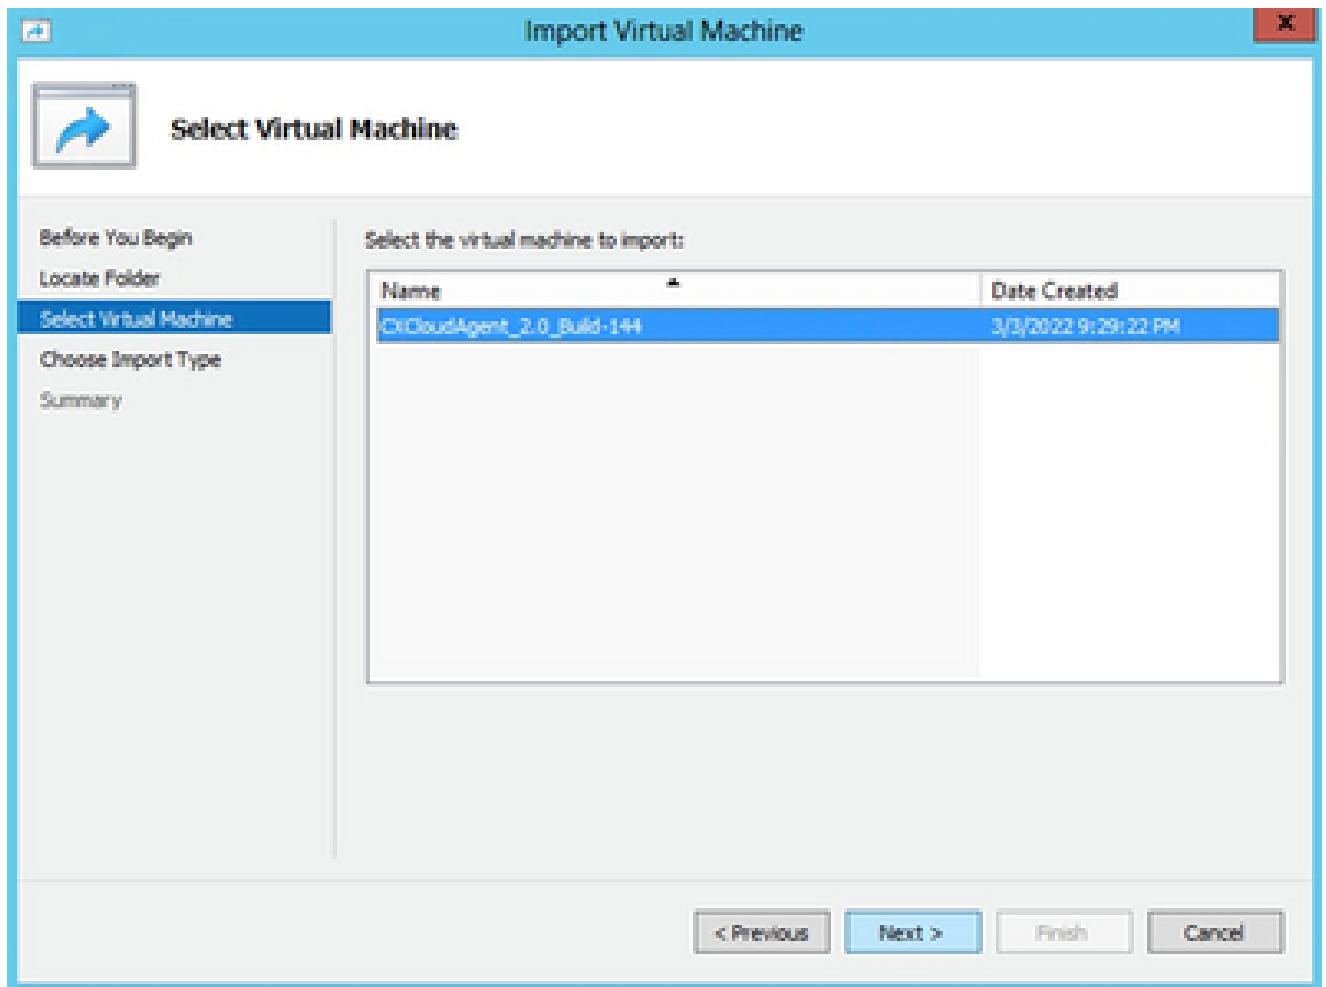 Import Virtual Machine
x
Select Virtual Machine
Before You Begin
Locate Folder
Select Virtual Machine
Choose Import Type
Summary
Select the virtual machine to import:
Name Date Created
CXCloudAgent_2.0_Build-144 3/3/2022 9:29:22 PM
< Previous Next > Finish Cancel